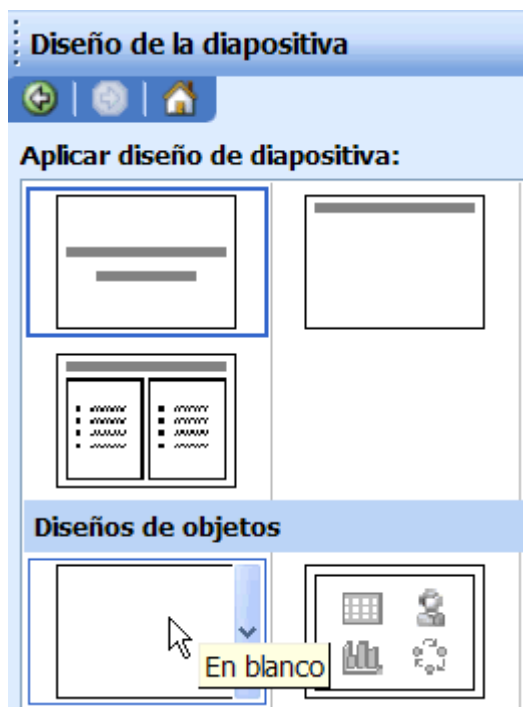 Diseño de la diapositiva
Aplicar diseño de diapositiva:
Diseños de objetos
En blanco